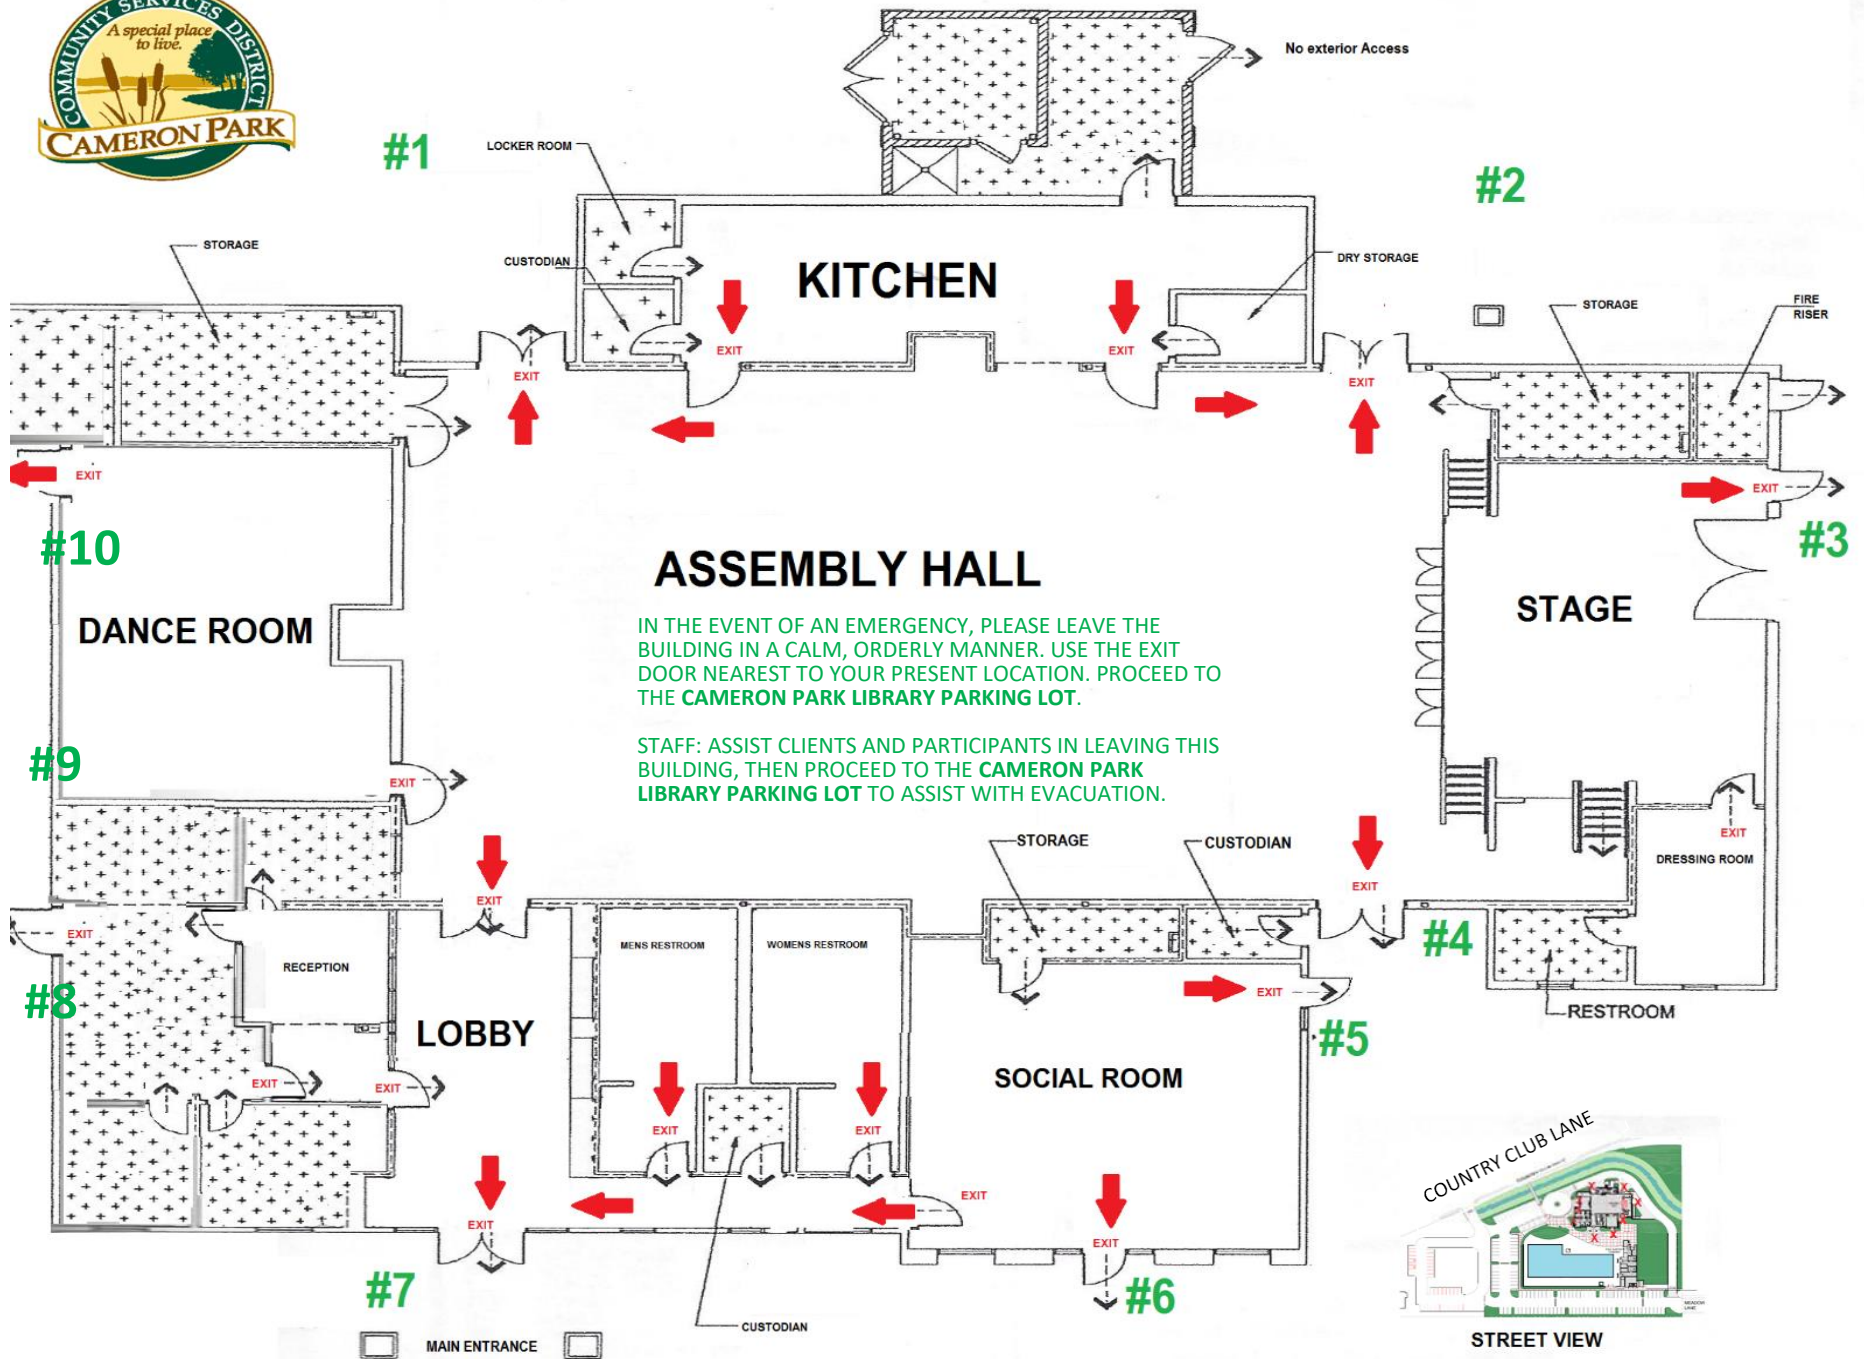 COMMUNITY SERVICES DISTRICT
A special place
to live.
CAMERON PARK
No exterior Access
#1
LOCKER ROOM
#2
STORAGE
CUSTODIAN
KITCHEN
DRY STORAGE
STORAGE
FIRE
RISER
EXIT
EXIT
EXIT
EXIT
EXIT
EXIT
#10
#3
ASSEMBLY HALL
DANCE ROOM
STAGE
IN THE EVENT OF AN EMERGENCY, PLEASE LEAVE THE
BUILDING IN A CALM, ORDERLY MANNER. USE THE EXIT
DOOR NEAREST TO YOUR PRESENT LOCATION. PROCEED TO
THE CAMERON PARK LIBRARY PARKING LOT.
STAFF: ASSIST CLIENTS AND PARTICIPANTS IN LEAVING THIS
BUILDING, THEN PROCEED TO THE CAMERON PARK
LIBRARY PARKING LOT TO ASSIST WITH EVACUATION.
#9
EXIT
STORAGE
CUSTODIAN
EXIT
DRESSING ROOM
EXIT
EXIT
EXIT
MENS RESTROOM
WOMENS RESTROOM
#4
RECEPTION
#8
EXIT
RESTROOM
LOBBY
#5
SOCIAL ROOM
EXIT
EXIT
EXIT
EXIT
COUNTRY CLUB LANE
EXIT
EXIT
EXIT
#7
#6
MEADOW
LANE
CUSTODIAN
MAIN ENTRANCE
STREET VIEW